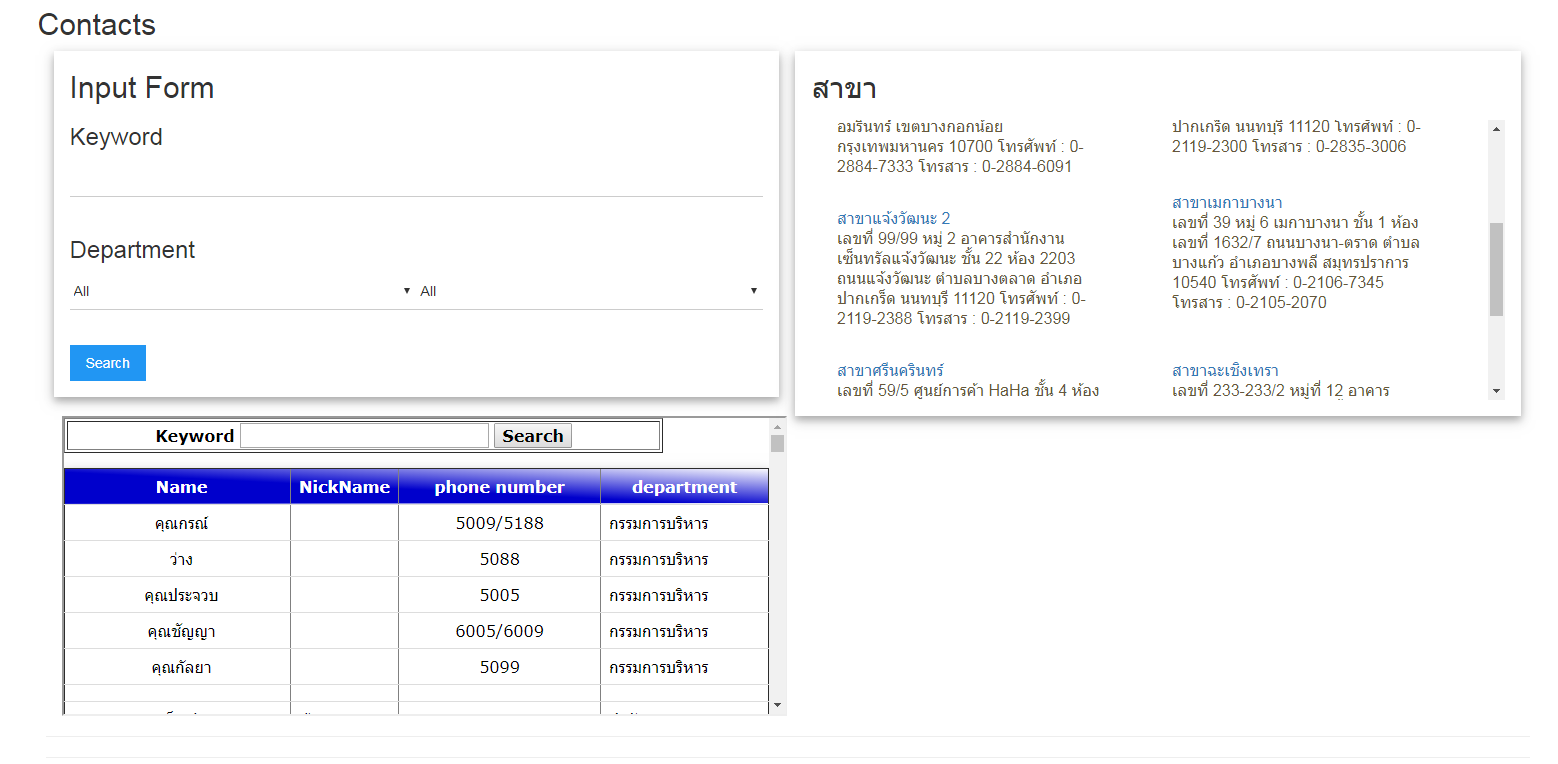 Contacts
Input Form
Keyword
Department
All
All
Search
สาขา
อมรินทร์ เขตบางกอกน้อย
กรุงเทพมหานคร 10700 โทรศัพท์ : 0-
2884-7333 โทรสาร : 0-2884-6091
สาขาแจ้งวัฒนะ 2
เลขที่ 99/99 หมู่ 2 อาคารสำนักงาน
เซ็นทรัลแจ้งวัฒนะ ชั้น 22 ห้อง 2203
ถนนแจ้งวัฒนะ ตำบลบางตลาด อำเภอ
ปากเกร็ด นนทบุรี 11120 โทรศัพท์ : 0-
2119-2388 โทรสาร : 0-2119-2399
สาขาศรีนครินทร์
เลขที่ 59/5 ศูนย์การค้า HaHa ชั้น 4 ห้อง
ปากเกร็ด นนทบุรี 11120 โทรศัพท์ : 0-
2119-2300 โทรสาร : 0-2835-3006
สาขาเมกาบางนา
เลขที่ 39 หมู่ 6 เมกาบางนา ชั้น 1 ห้อง
เลขที่ 1632/7 ถนนบางนา-ตราด ตำบล
บางแก้ว อำเภอบางพลี สมุทรปราการ
10540 โทรศัพท์ : 0-2106-7345
โทรสาร : 0-2105-2070
สาขาฉะเชิงเทรา
เลขที่ 233-233/2 หมู่ที่ 12 อาคาร
Keyword Search
Name NickName phone number department
คุณกรณ์ 5009/5188 กรรมการบริหาร
ว่าง 5088 กรรมการบริหาร
คุณประจวบ 5005 กรรมการบริหาร
คุณชัญญา 6005/6009 กรรมการบริหาร
คุณกัลยา 5099 กรรมการบริหาร